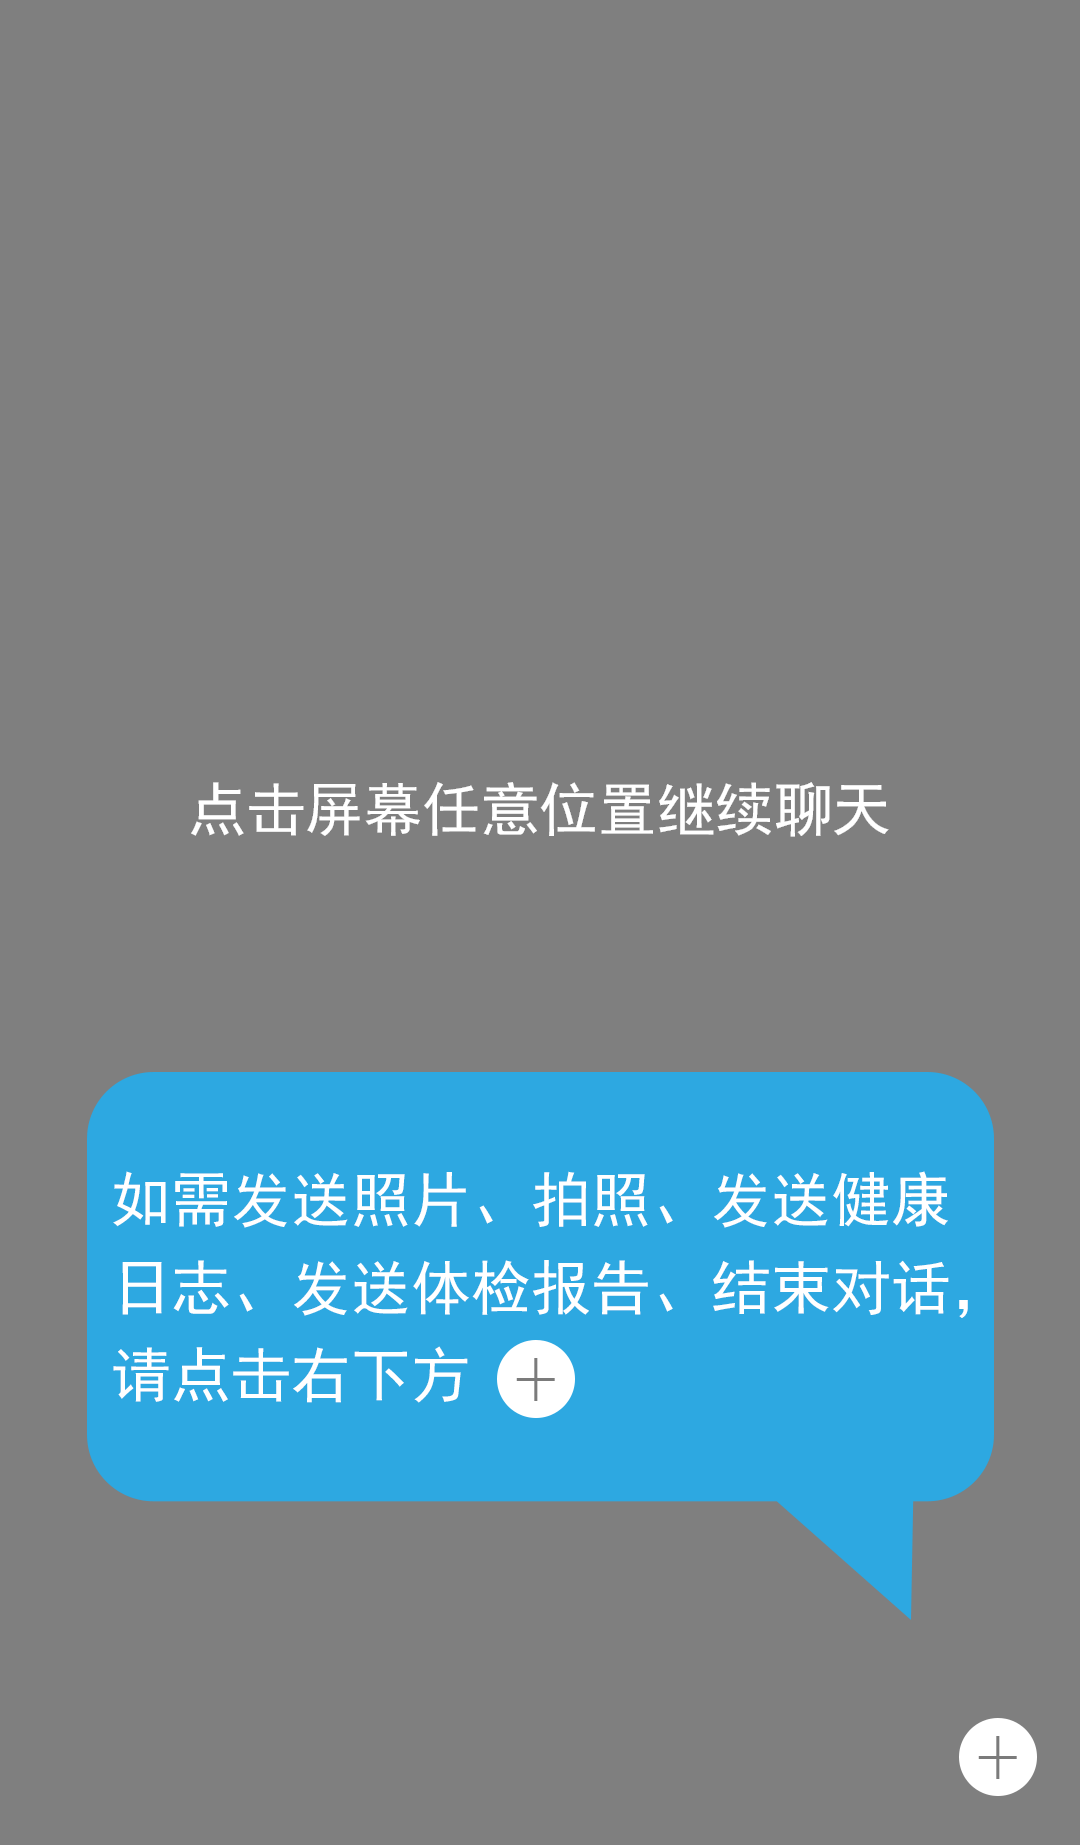 点击屏幕任意位置继续聊天
如需发送照片、拍照、发送健康
日志、发送体检报告、结束对话,
请点击右下方